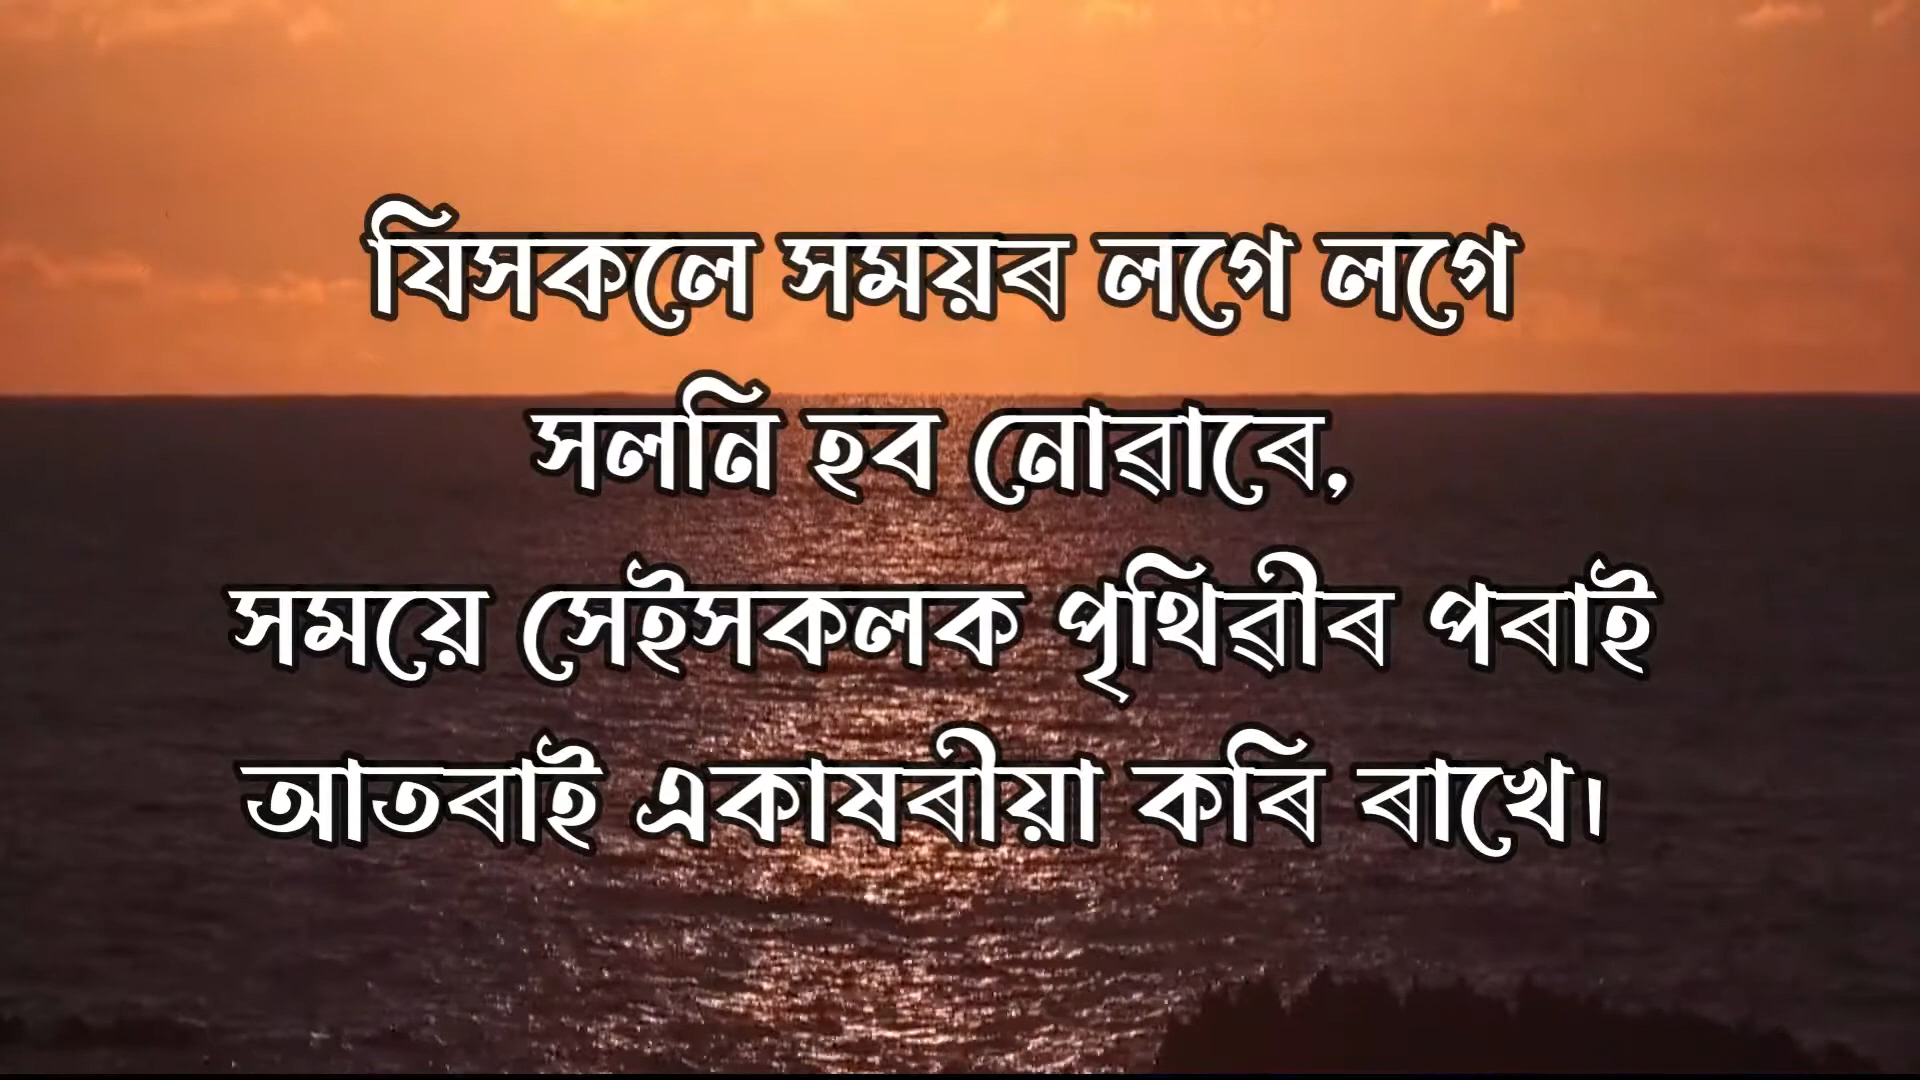 যিসকলে সময়ৰ লগে লগে
সলনি হব নোৱাৰে,
সময়ে সেইসকলক পৃথিৱীৰ পৰাই
আতৰাই একাষৰীয়া কৰি ৰাখে।